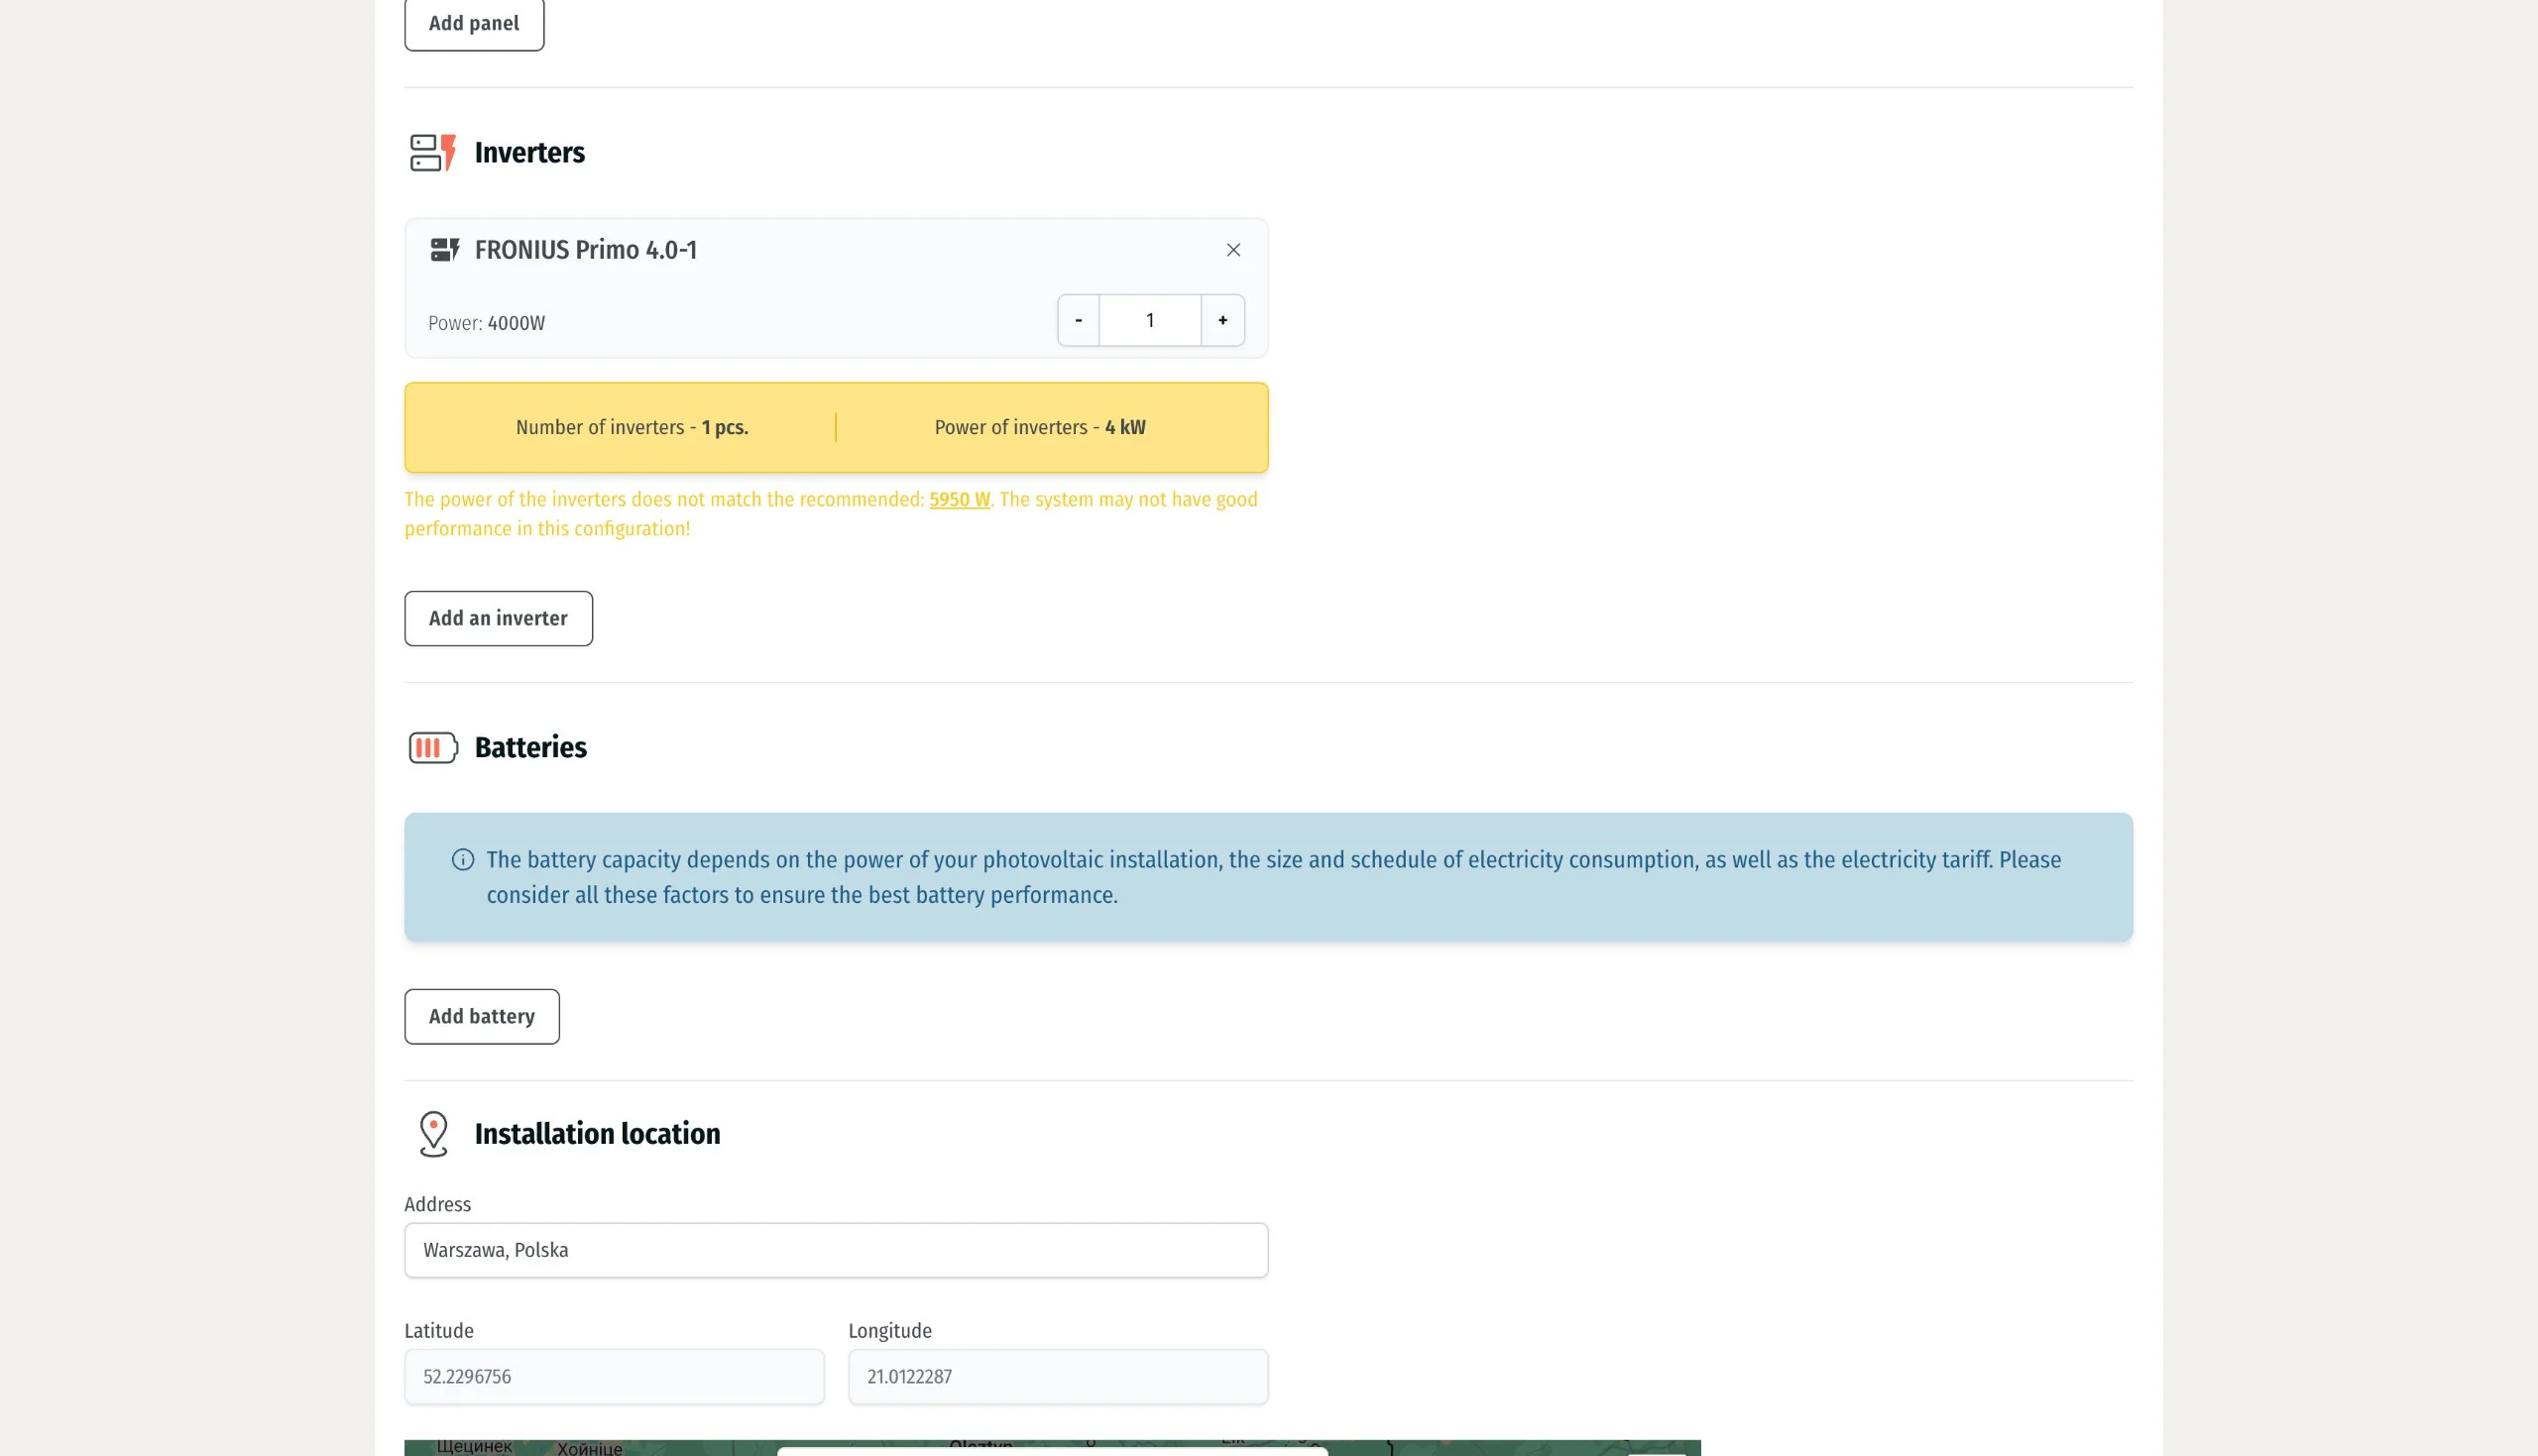 Add panel
Inverters
FRONIUS Primo 4.0-1
Power: 4000W
- 1 +
Number of inverters - 1 pcs.
Power of inverters - 4 kW
The power of the inverters does not match the recommended: 5950 W. The system may not have good
performance in this configuration!
Add an inverter
Batteries
The battery capacity depends on the power of your photovoltaic installation, the size and schedule of electricity consumption, as well as the electricity tariff. Please
consider all these factors to ensure the best battery performance.
Add battery
Installation location
Address
Warszawa, Polska
Latitude
Longitude
52.2296756
21.0122287
Щецинек
Хойніце
Olsztyn